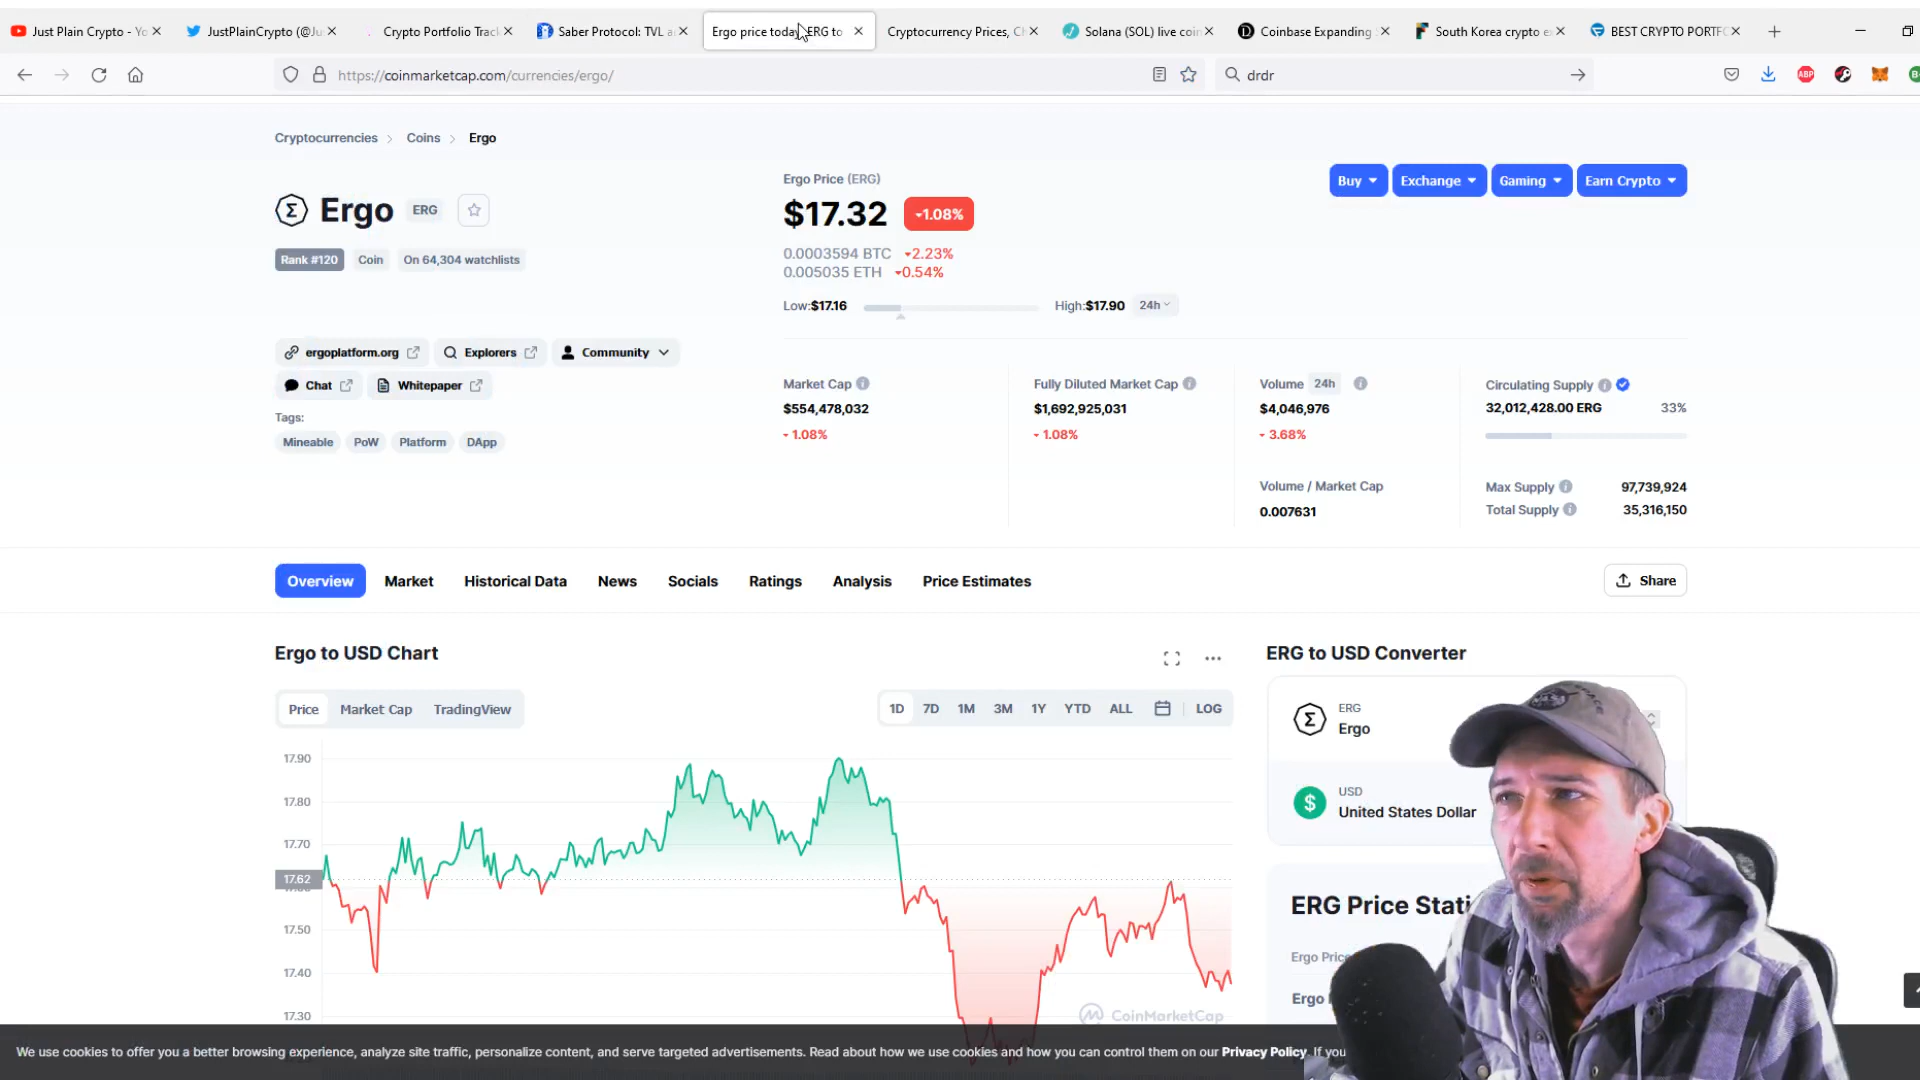 Just Plain Crypto - Yo
JustPlainCrypto (@Ju
Crypto Portfolio Track
Saber Protocol: TVL a
Ergo price today, ERG to
Cryptocurrency Prices, Ch
Solana (SOL) live coin
Coinbase Expanding
South Korea crypto e
BEST CRYPTO PORTF
https://coinmarketcap.com/currencies/ergo/
drdr
ABP
Cryptocurrencies > Coins > Ergo
Ergo ERG
Rank #120 Coin On 64,304 watchlists
ergoplatform.org Explorers Community
Chat Whitepaper
Tags:
Mineable PoW Platform DApp
Ergo Price (ERG)
$17.32 1.08%
0.0003594 BTC 2.23%
0.005035 ETH 0.54%
Low:$17.16 High:$17.90 24h
Buy Exchange Gaming Earn Crypto
Market Cap
$554,478,032
1.08%
Fully Diluted Market Cap
$1,692,925,031
1.08%
Volume 24h
$4,046,976
3.68%
Volume / Market Cap
0.007631
Circulating Supply
32,012,428.00 ERG 33%
Max Supply 97,739,924
Total Supply 35,316,150
Overview Market Historical Data News Socials Ratings Analysis Price Estimates Share
Ergo to USD Chart
Price Market Cap TradingView
1D 7D 1M 3M 1Y YTD ALL LOG
17.90
17.80
17.70
17.62
17.50
17.40
17.30
CoinMarketCap
ERG to USD Converter
ERG
Ergo
USD
United States Dollar
ERG Price Stati
Ergo Price
Ergo
We use cookies to offer you a better browsing experience, analyze site traffic, personalize content, and serve targeted advertisements. Read about how we use cookies and how you can control them on our Privacy Policy. If you